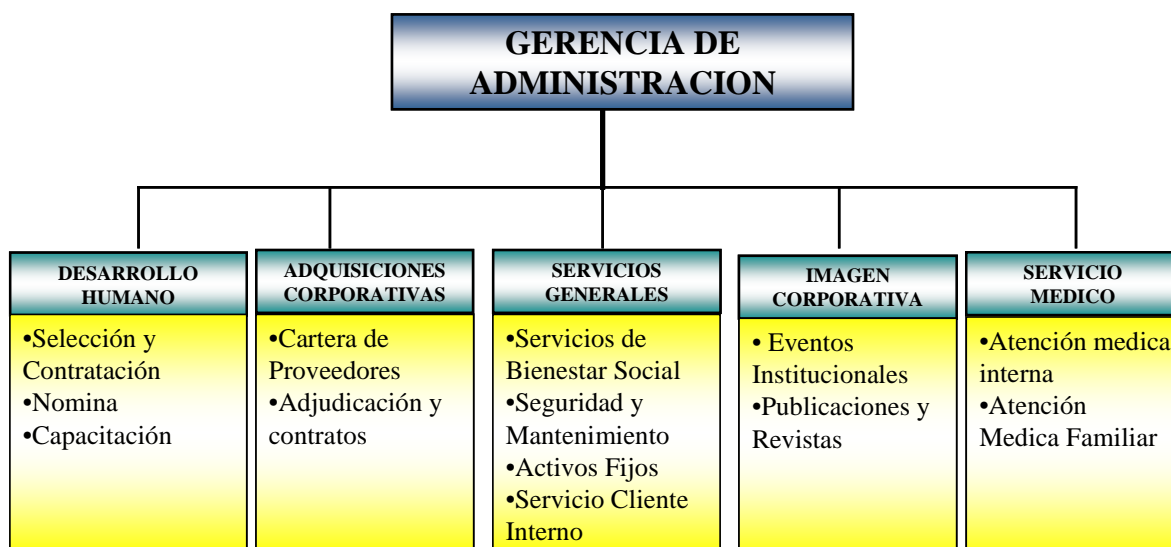 GERENCIA DE
ADMINISTRACION
DESARROLLO
HUMANO
•Selección y
Contratación
•Nomina
•Capacitación
ADQUISICIONES
CORPORATIVAS
•Cartera de
Proveedores
•Adjudicación y
contratos
SERVICIOS
GENERALES
•Servicios de
Bienestar Social
•Seguridad y
Mantenimiento
•Activos Fijos
•Servicio Cliente
Interno
IMAGEN
CORPORATIVA
• Eventos
Institucionales
•Publicaciones y
Revistas
SERVICIO
MEDICO
•Atención medica
interna
•Atención
Medica Familiar